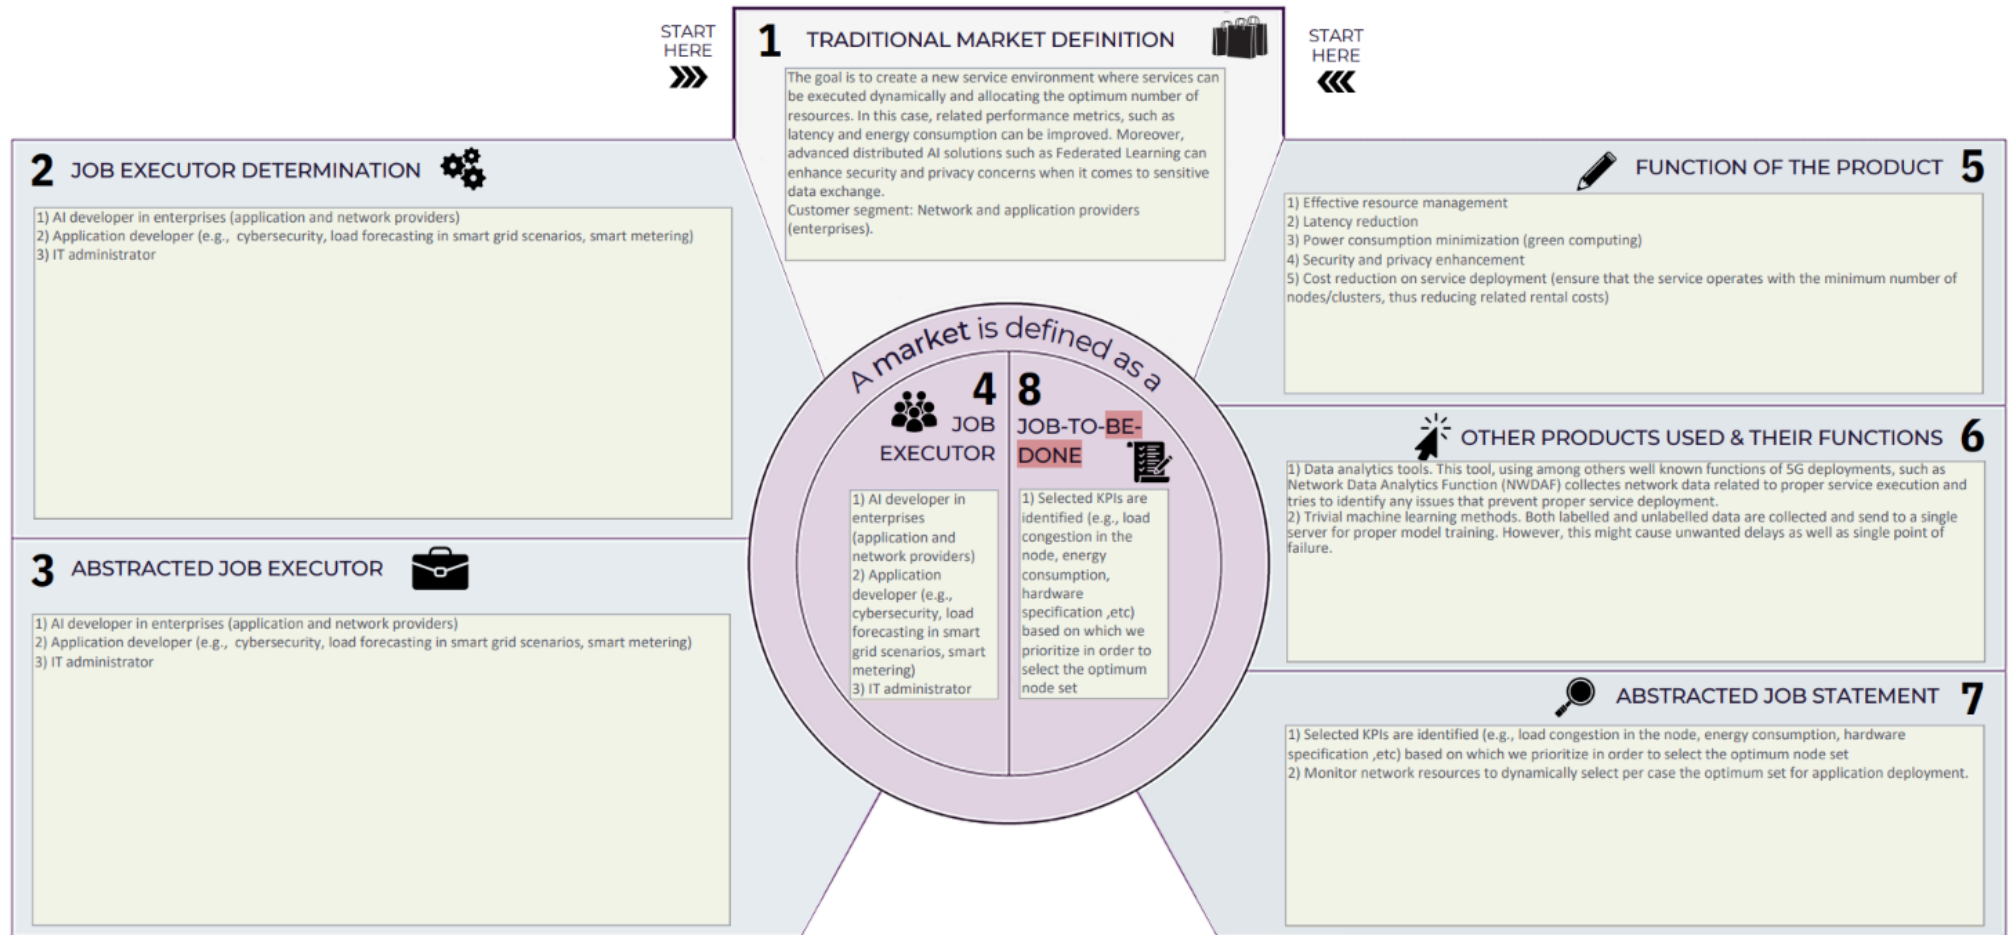 START
HERE
1 TRADITIONAL MARKET DEFINITION
START
HERE
The goal is to create a new service environment where services can
be executed dynamically and allocating the optimum number of
resources. In this case, related performance metrics, such as
latency and energy consumption can be improved. Moreover,
advanced distributed AI solutions such as Federated Learning can
enhance security and privacy concerns when it comes to sensitive
data exchange.
Customer segment: Network and application providers
(enterprises).
2 JOB EXECUTOR DETERMINATION
1) AI developer in enterprises (application and network providers)
2) Application developer (e.g., cybersecurity, load forecasting in smart grid scenarios, smart metering)
3) IT administrator
3 ABSTRACTED JOB EXECUTOR
1) AI developer in enterprises (application and network providers)
2) Application developer (e.g., cybersecurity, load forecasting in smart grid scenarios, smart metering)
3) IT administrator
A market is defined as a
4
JOB
EXECUTOR
1) AI developer in
enterprises
(application and
network providers)
2) Application
developer (e.g.,
cybersecurity, load
forecasting in smart
grid scenarios, smart
metering)
3) IT administrator
8
JOB-TO-BE-
DONE
1) Selected KPIs are
identified (e.g., load
congestion in the
node, energy
consumption,
hardware
specification ,etc)
based on which we
prioritize in order to
select the optimum
node set
FUNCTION OF THE PRODUCT 5
1) Effective resource management
2) Latency reduction
3) Power consumption minimization (green computing)
4) Security and privacy enhancement
5) Cost reduction on service deployment (ensure that the service operates with the minimum number of
nodes/clusters, thus reducing related rental costs)
OTHER PRODUCTS USED & THEIR FUNCTIONS 6
1) Data analytics tools. This tool, using among others well known functions of 5G deployments, such as
Network Data Analytics Function (NWDAF) collectes network data related to proper service execution and
tries to identify any issues that prevent proper service deployment.
2) Trivial machine learning methods. Both labelled and unlabelled data are collected and send to a single
server for proper model training. However, this might cause unwanted delays as well as single point of
failure.
ABSTRACTED JOB STATEMENT 7
1) Selected KPIs are identified (e.g., load congestion in the node, energy consumption, hardware
specification ,etc) based on which we prioritize in order to select the optimum node set
2) Monitor network resources to dynamically select per case the optimum set for application deployment.